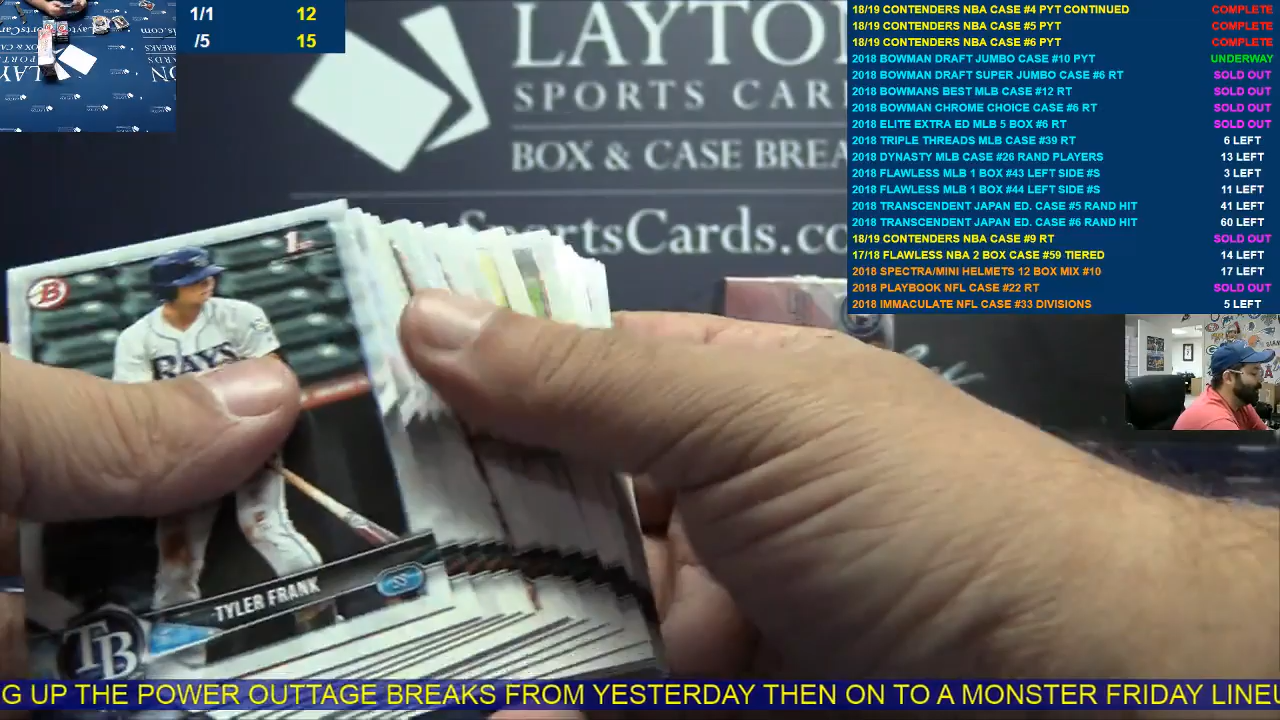 1/1 12
/5 15
LAYTON
SPORTS CAR
BOX & CASE BREA
SportsCards.co
18/19 CONTENDERS NBA CASE #4 PYT CONTINUED COMPLETE
18/19 CONTENDERS NBA CASE #5 PYT COMPLETE
18/19 CONTENDERS NBA CASE #6 PYT COMPLETE
2018 BOWMAN DRAFT JUMBO CASE #10 PYT UNDERWAY
2018 BOWMAN DRAFT SUPER JUMBO CASE #6 RT SOLD OUT
2018 BOWMANS BEST MLB CASE #12 RT SOLD OUT
2018 BOWMAN CHROME CHOICE CASE #6 RT SOLD OUT
2018 ELITE EXTRA ED MLB 5 BOX #6 RT SOLD OUT
2018 TRIPLE THREADS MLB CASE #39 RT 6 LEFT
2018 DYNASTY MLB CASE #26 RAND PLAYERS 13 LEFT
2018 FLAWLESS MLB 1 BOX #43 LEFT SIDE #S 3 LEFT
2018 FLAWLESS MLB 1 BOX #44 LEFT SIDE #S 11 LEFT
2018 TRANSCENDENT JAPAN ED. CASE #5 RAND HIT 41 LEFT
2018 TRANSCENDENT JAPAN ED. CASE #6 RAND HIT 60 LEFT
18/19 CONTENDERS NBA CASE #9 RT SOLD OUT
17/18 FLAWLESS NBA 2 BOX CASE #59 TIERED 14 LEFT
2018 SPECTRA/MINI HELMETS 12 BOX MIX #10 17 LEFT
2018 PLAYBOOK NFL CASE #22 RT SOLD OUT
2018 IMMACULATE NFL CASE #33 DIVISIONS 5 LEFT
1st
B
RAYS
TYLER FRANK
SS
TB
G UP THE POWER OUTTAGE BREAKS FROM YESTERDAY THEN ON TO A MONSTER FRIDAY LINEU